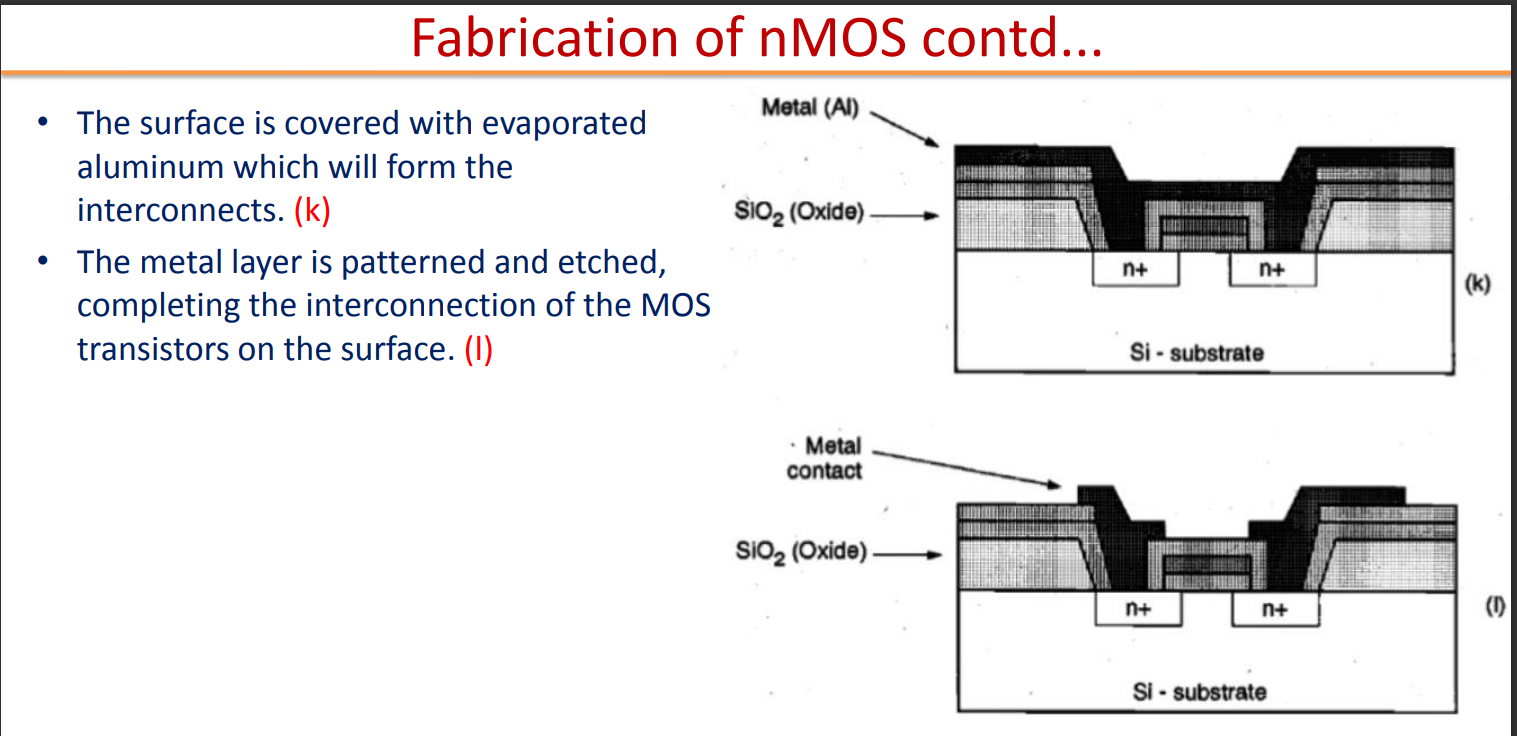 Fabrication of nMOS contd...
• The surface is covered with evaporated
aluminum which will form the
interconnects. (k)
• The metal layer is patterned and etched,
completing the interconnection of the MOS
transistors on the surface. (l)
Metal (Al)
SiO₂ (Oxide)
n+
n+
(k)
Si - substrate
Metal
contact
SiO₂ (Oxide)
n+
n+
(l)
Si - substrate